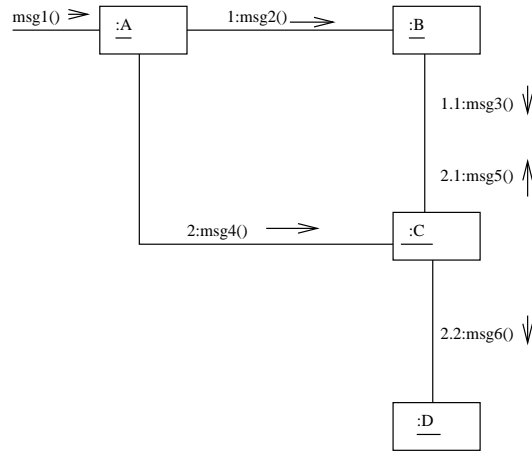 msg1()
:A
1:msg2()
:B
1.1:msg3()
2.1:msg5()
2:msg4()
:C
2.2:msg6()
:D